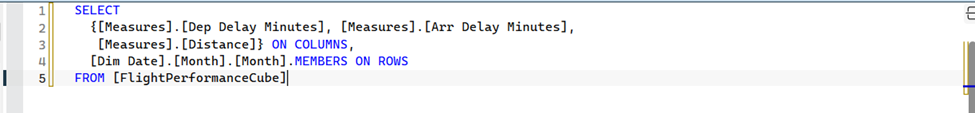 1 SELECT
2 {[Measures].[Dep Delay Minutes], [Measures].[Arr Delay Minutes],
3 [Measures].[Distance]} ON COLUMNS,
4 [Dim Date].[Month].[Month].MEMBERS ON ROWS
5 FROM [FlightPerformanceCube]